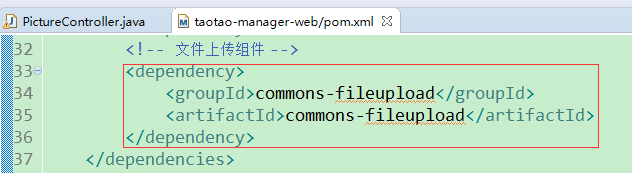 PictureController.java taotao-manager-web/pom.xml
32 <!-- 文件上传组件 -->
33 <dependency>
34 <groupId>commons-fileupload</groupId>
35 <artifactId>commons-fileupload</artifactId>
36 </dependency>
37 </dependencies>